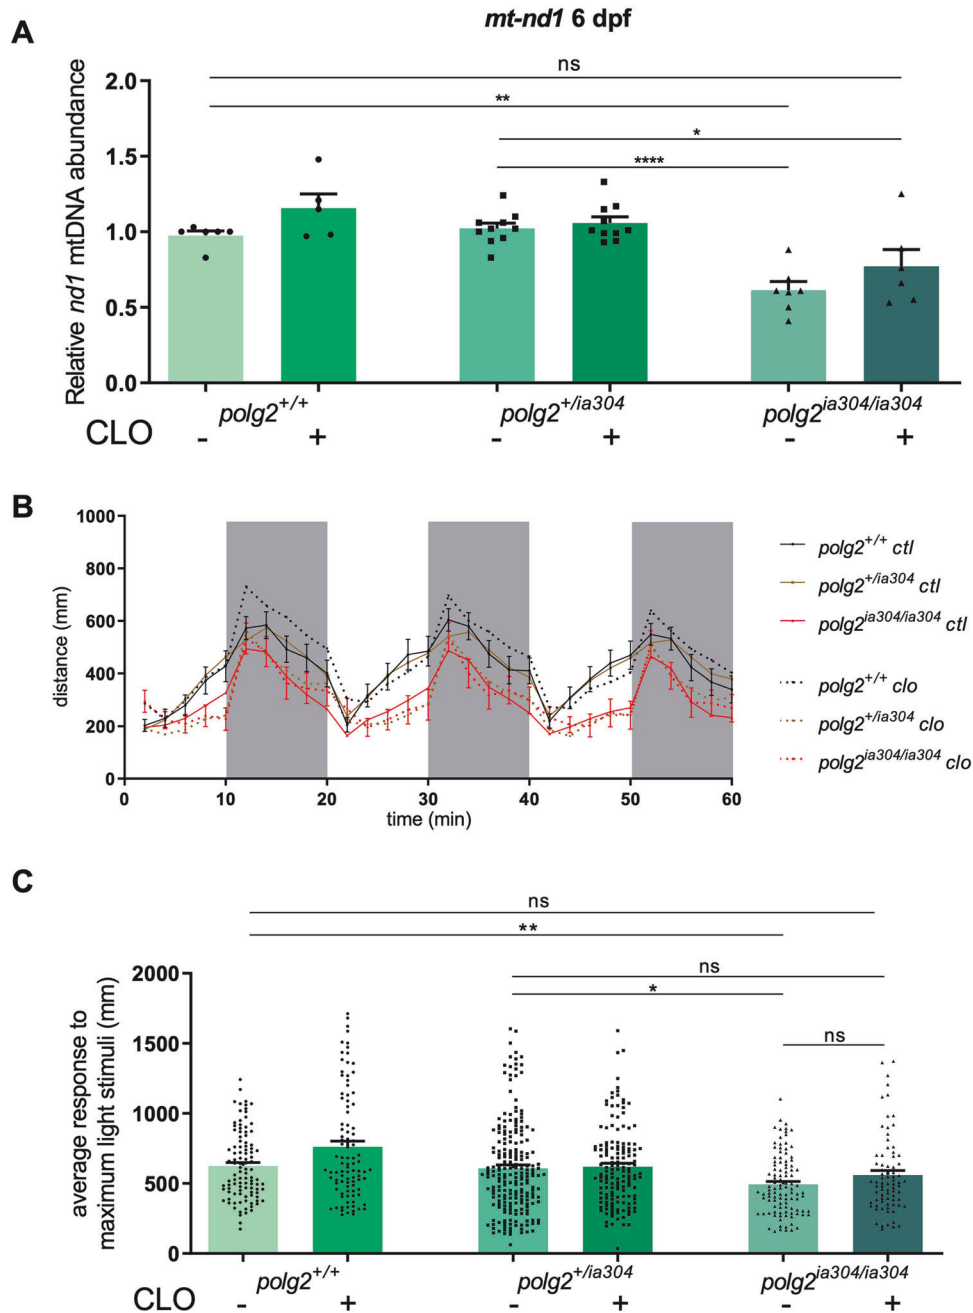 mt-nd1 6 dpf
A
ns
**
*
****
Relative nd1 mtDNA abundance
2.0
1.5
1.0
0.5
0.0
polg2+/+ polg2+/ia304 polg2ia304/ia304
CLO - + - + - +
B
distance (mm)
1000
800
600
400
200
0
0 10 20 30 40 50 60
time (min)
polg2+/+ ctl
polg2+/ia304 ctl
polg2ia304/ia304 ctl
polg2+/+ clo
polg2+/ia304 clo
polg2ia304/ia304 clo
C
ns
**
ns
*
ns
average response to
maximum light stimuli (mm)
2000
1500
1000
500
0
polg2+/+ polg2+/ia304 polg2ia304/ia304
CLO - + - + - +